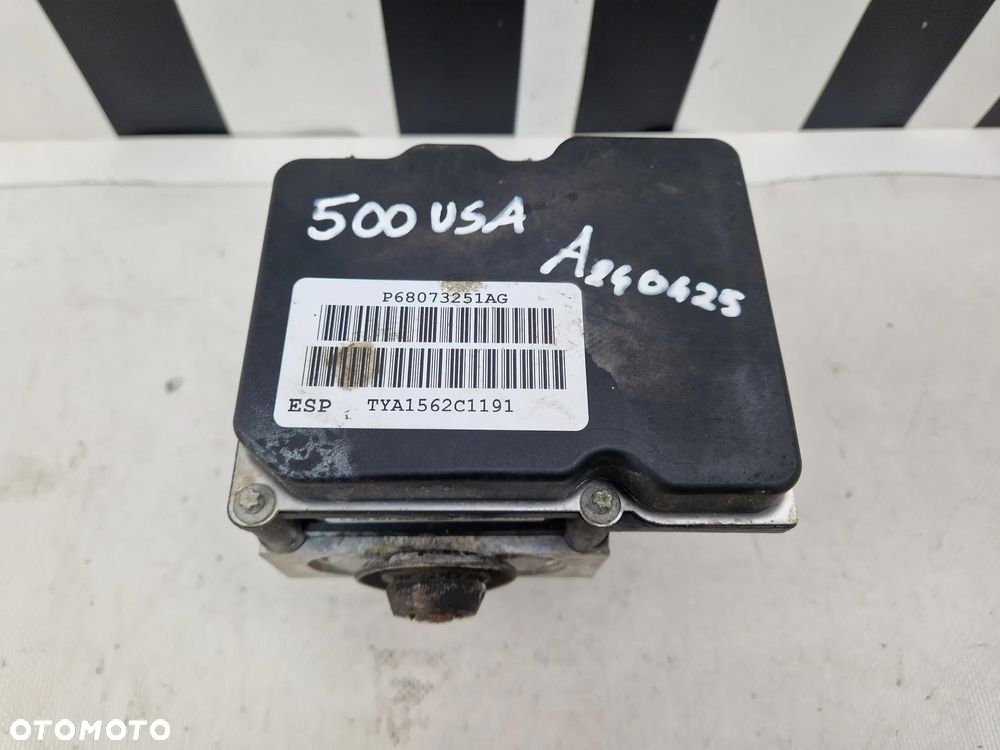 500 USA
A240425
P68073251AG
ESP TYA1562C1191
OTOMOTO